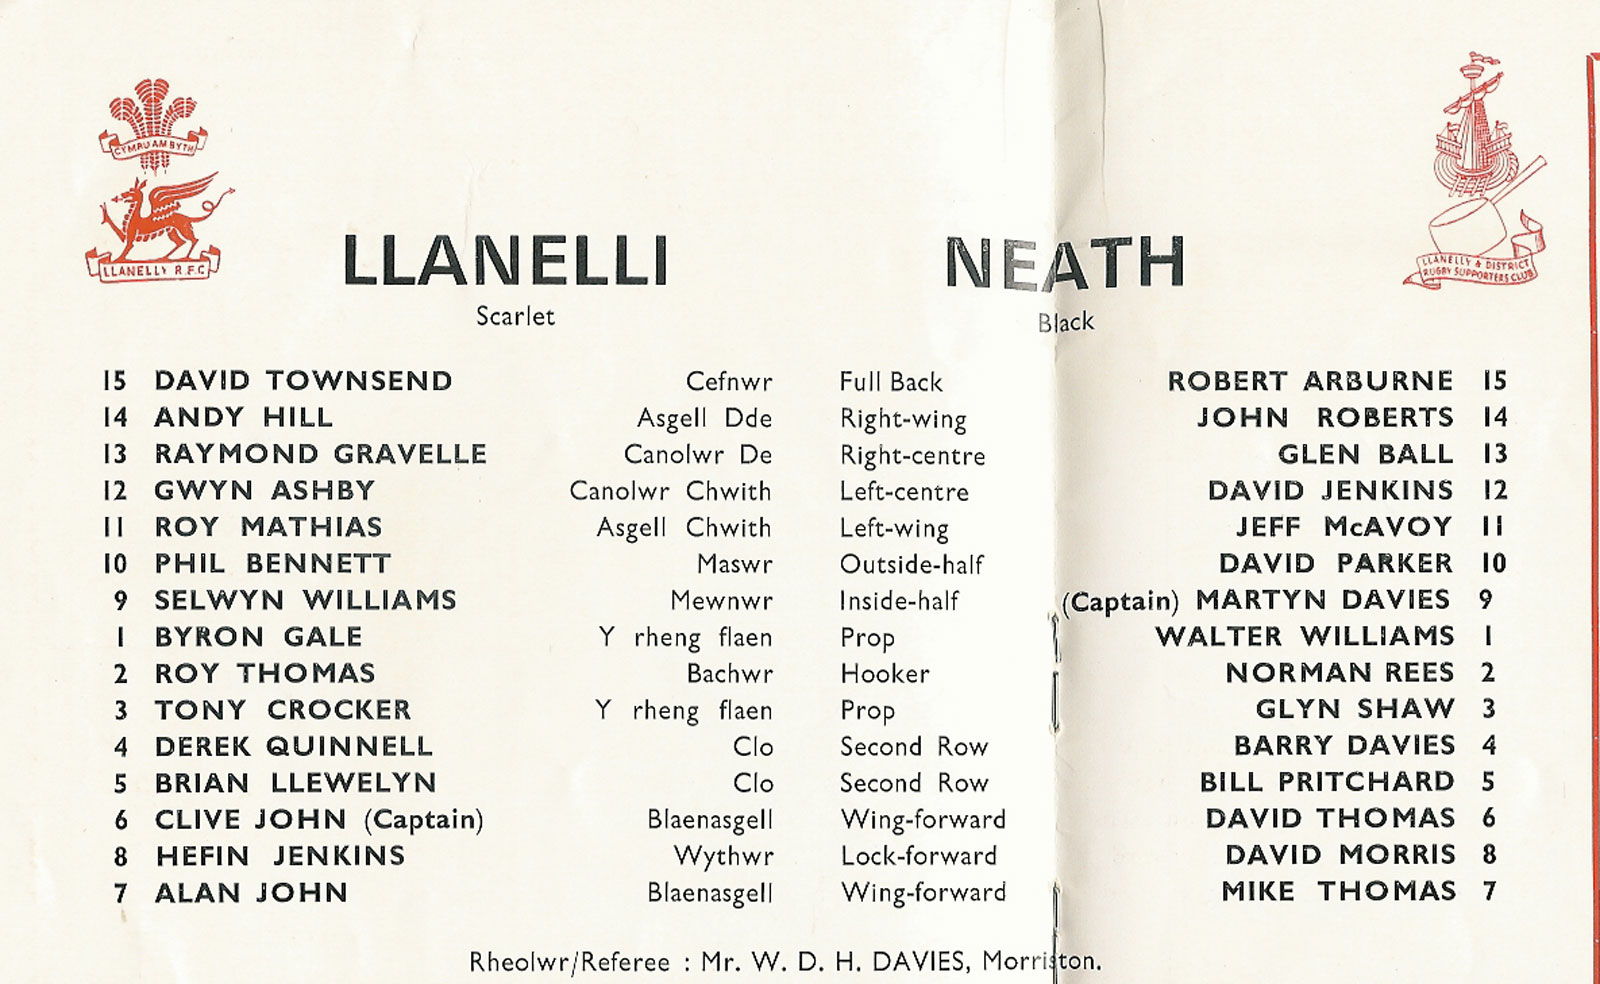 CYMRU AM BYTH
LLANELLY R.F.C
LLANELLY & DISTRICT
RUGBY SUPPORTERS CLUB
LLANELLI NEATH
Scarlet Black
15 DAVID TOWNSEND Cefnwr Full Back ROBERT ARBURNE 15
14 ANDY HILL Asgell Dde Right-wing JOHN ROBERTS 14
13 RAYMOND GRAVELLE Canolwr De Right-centre GLEN BALL 13
12 GWYN ASHBY Canolwr Chwith Left-centre DAVID JENKINS 12
11 ROY MATHIAS Asgell Chwith Left-wing JEFF McAVOY 11
10 PHIL BENNETT Maswr Outside-half DAVID PARKER 10
9 SELWYN WILLIAMS Mewnwr Inside-half (Captain) MARTYN DAVIES 9
1 BYRON GALE Y rheng flaen Prop WALTER WILLIAMS 1
2 ROY THOMAS Bachwr Hooker NORMAN REES 2
3 TONY CROCKER Y rheng flaen Prop GLYN SHAW 3
4 DEREK QUINNELL Clo Second Row BARRY DAVIES 4
5 BRIAN LLEWELYN Clo Second Row BILL PRITCHARD 5
6 CLIVE JOHN (Captain) Blaenasgell Wing-forward DAVID THOMAS 6
8 HEFIN JENKINS Wythwr Lock-forward DAVID MORRIS 8
7 ALAN JOHN Blaenasgell Wing-forward MIKE THOMAS 7
Rheolwr/Referee : Mr. W. D. H. DAVIES, Morriston.